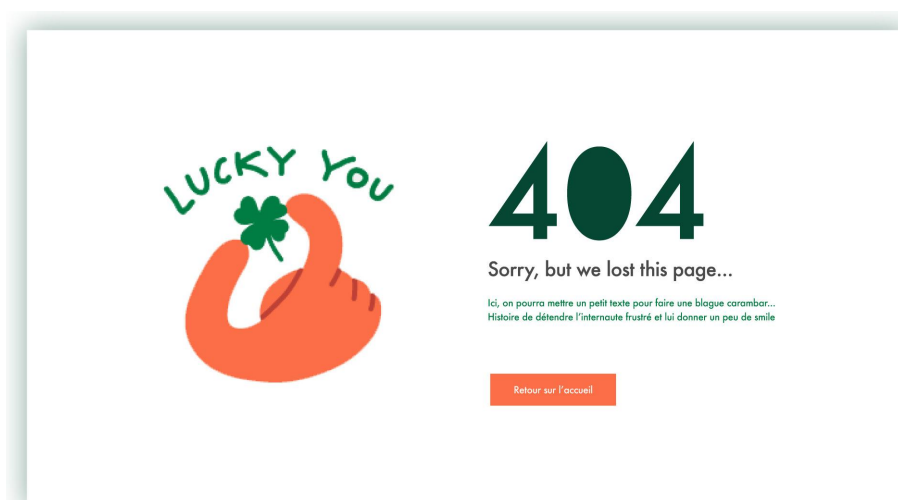 LUCKY YOU
404
Sorry, but we lost this page...
Ici, on pourra mettre un petit texte pour faire une blague carambar...
Histoire de détendre l'internaute frustré et lui donner un peu de smile
Retour sur l'accueil